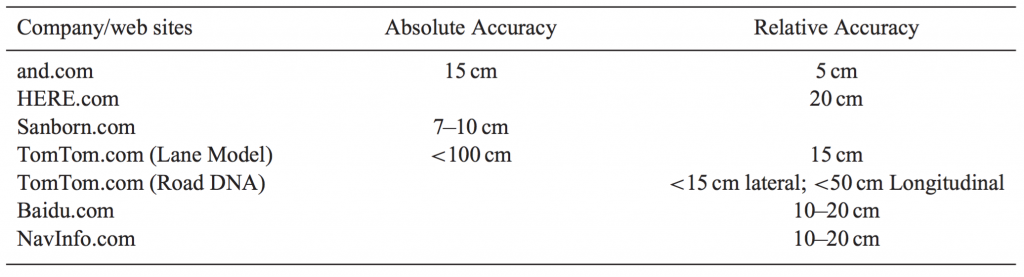 Company/web sites Absolute Accuracy Relative Accuracy
and.com 15 cm 5 cm
HERE.com 20 cm
Sanborn.com 7–10 cm
TomTom.com (Lane Model) <100 cm 15 cm
TomTom.com (Road DNA) <15 cm lateral; <50 cm Longitudinal
Baidu.com 10–20 cm
NavInfo.com 10–20 cm